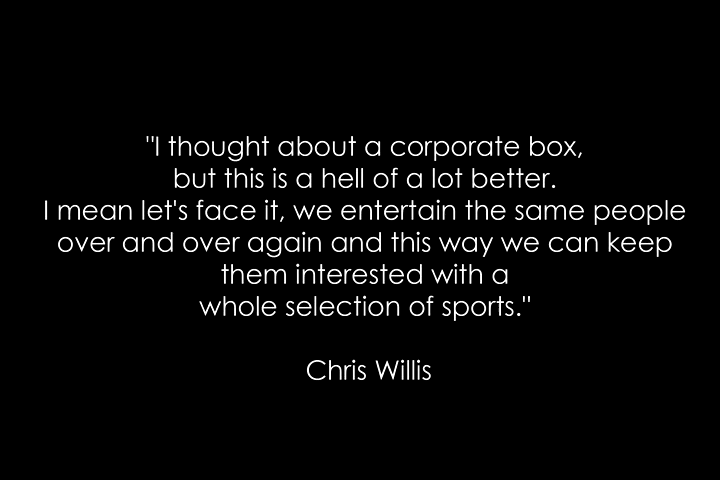 "I thought about a corporate box,
but this is a hell of a lot better.
I mean let's face it, we entertain the same people
over and over again and this way we can keep
them interested with a
whole selection of sports."
Chris Willis